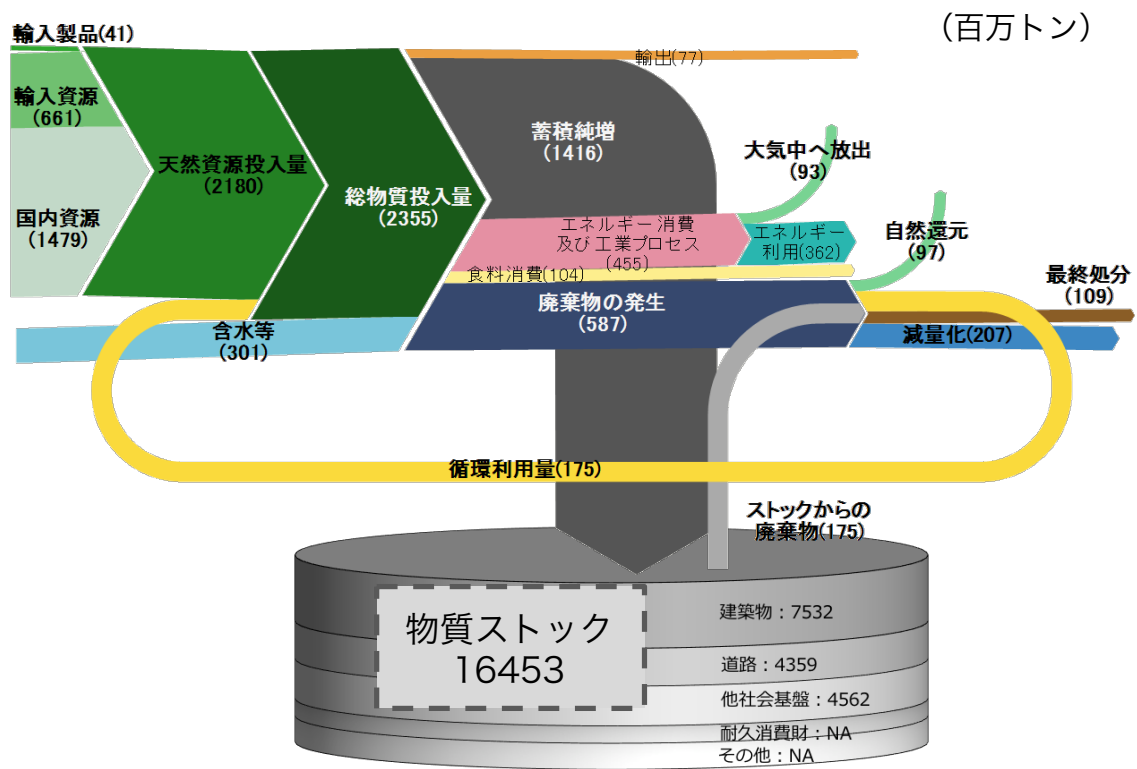 （百万トン）
輸入製品(41)
輸入資源
(661)
国内資源
(1479)
天然資源投入量
(2180)
総物質投入量
(2355)
輸出(77)
蓄積純増
(1416)
大気中へ放出
(93)
エネルギー消費
及び工業プロセス
(455)
エネルギー
利用(362)
食料消費(104)
自然還元
(97)
廃棄物の発生
(587)
最終処分
(109)
含水等
(301)
減量化(207)
循環利用量(175)
ストックからの
廃棄物(175)
物質ストック
16453
建築物：7532
道路：4359
他社会基盤：4562
耐久消費財：NA
その他：NA